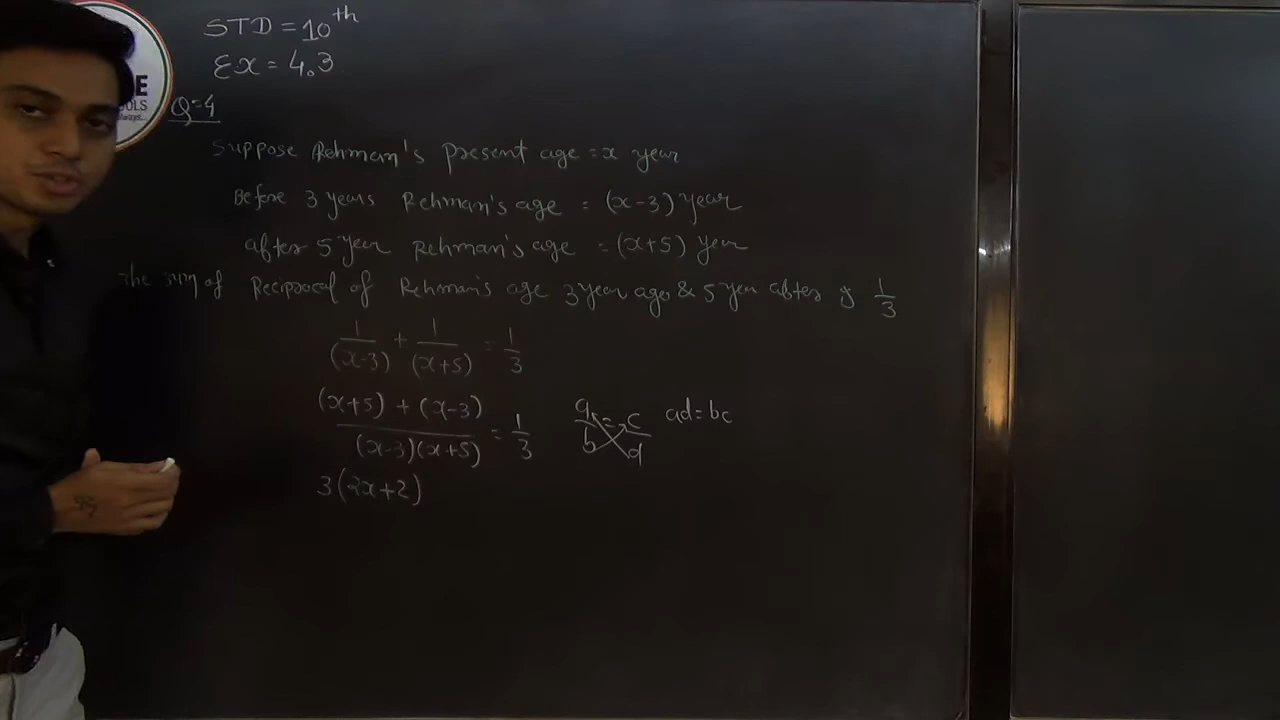 STD = 10th
Ex = 4.3
Q=4
Suppose Rehman's present age = x year
Before 3 years Rehman's age = (x-3) year
after 5 year Rehman's age = (x+5) year
The sum of Reciprocal of Rehman's age 3 year ago & 5 year after is 1/3
1/(x-3) + 1/(x+5) = 1/3
(x+5) + (x-3) / (x-3)(x+5) = 1/3 a/b = c/d ad = bc
3(2x+2)